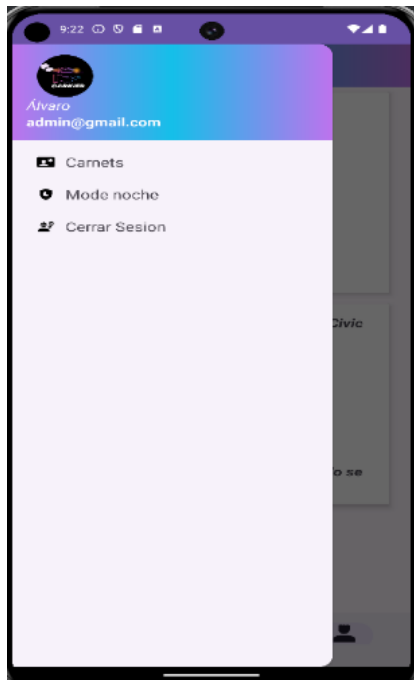 9:22
Álvaro
admin@gmail.com
Carnets
Modo noche
Cerrar Sesion
Civic
o se